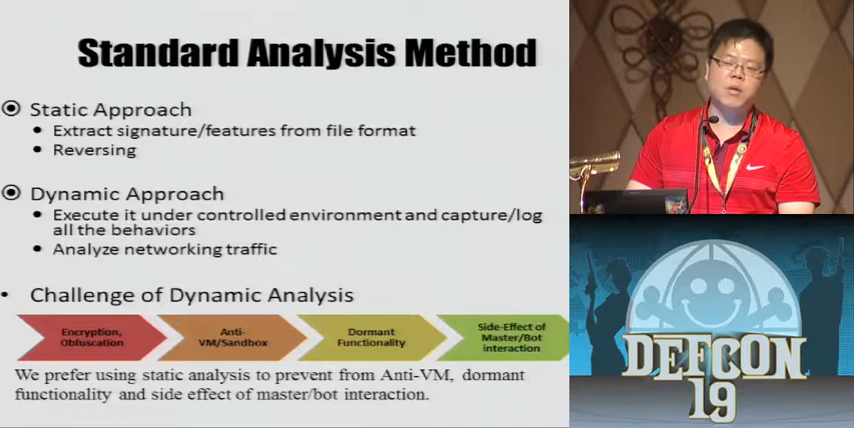 Standard Analysis Method
Static Approach
Extract signature/features from file format
Reversing
Dynamic Approach
Execute it under controlled environment and capture/log
all the behaviors
Analyze networking traffic
Challenge of Dynamic Analysis
Encryption,
Obfuscation
Anti-
VM/Sandbox
Dormant
Functionality
Side-Effect of
Master/Bot
interaction
We prefer using static analysis to prevent from Anti-VM, dormant
functionality and side effect of master/bot interaction.
DEFCON
19